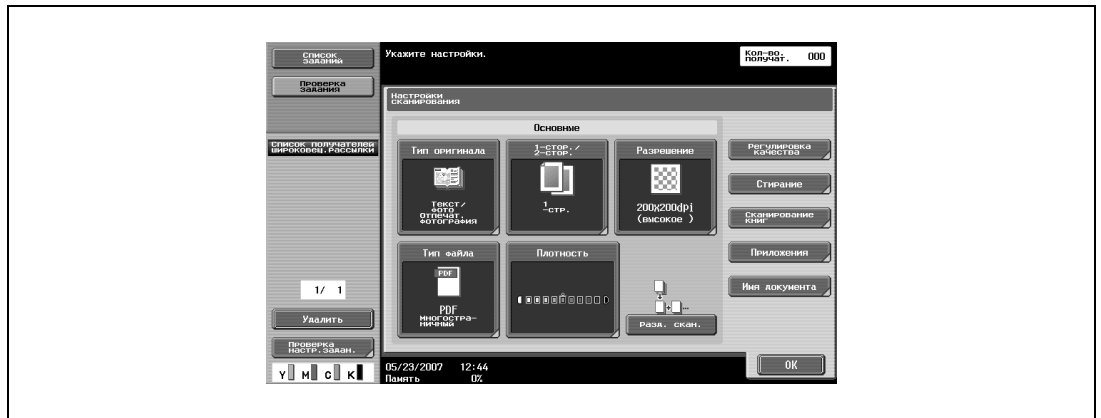 Список
заданий
Проверка
задания
Список получателей
широковещ.рассылки
1/ 1
Удалить
Проверка
настр.задан.
Y M C K
Укажите настройки.
Кол-во.
получат. 000
Настройки
сканирования
Основные
Тип оригинала
Текст/
фото
Отпечат.
фотография
1-стор./
2-стор.
1
-стр.
Разрешение
200X200dpi
(высокое )
Тип файла
PDF
PDF
многостра-
ничный
Плотность
Разд. скан.
Регулировка
качества
Стирание
Сканирование
книг
Приложения
Имя документа
05/23/2007 12:44
Память 0%
OK